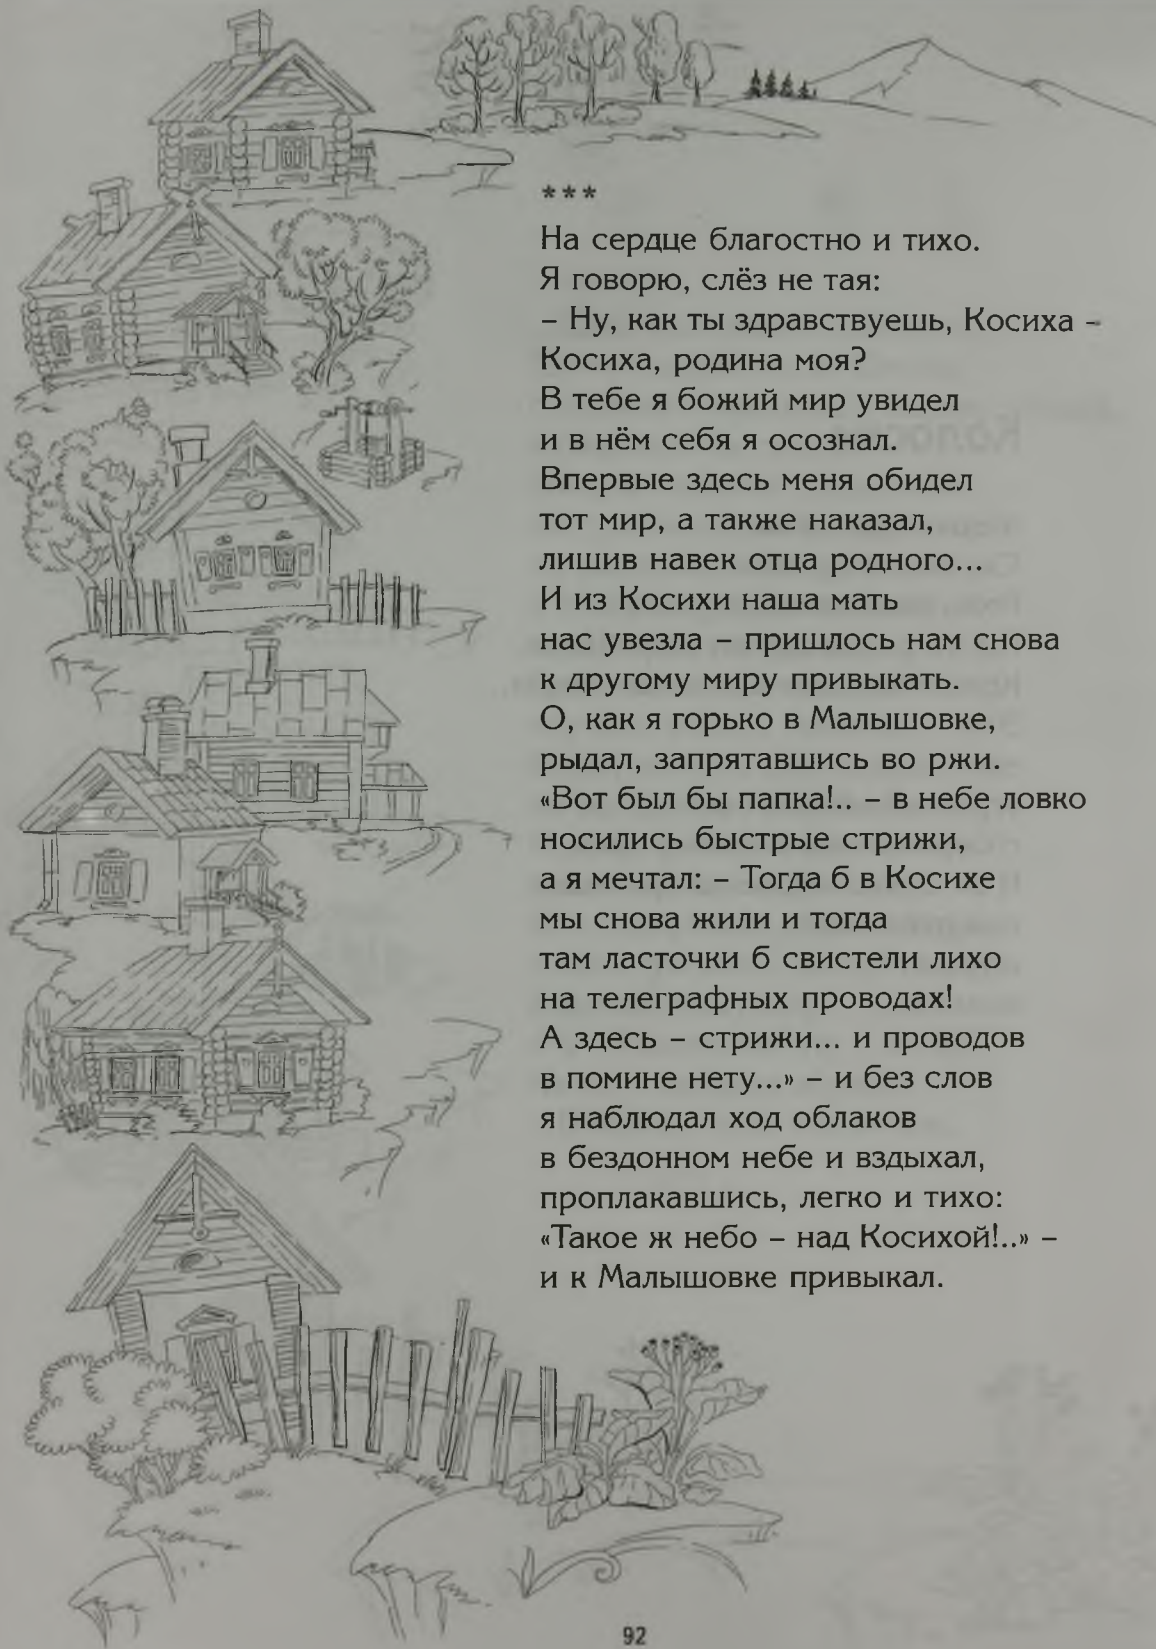 ***
На сердце благостно и тихо.
Я говорю, слёз не тая:
– Ну, как ты здравствуешь, Косиха –
Косиха, родина моя?
В тебе я божий мир увидел
и в нём себя я осознал.
Впервые здесь меня обидел
тот мир, а также наказал,
лишив навек отца родного...
И из Косихи наша мать
нас увезла – пришлось нам снова
к другому миру привыкать.
О, как я горько в Малышовке,
рыдал, запрятавшись во ржи.
«Вот был бы папка!.. – в небе ловко
носились быстрые стрижи,
а я мечтал: – Тогда б в Косихе
мы снова жили и тогда
там ласточки б свистели лихо
на телеграфных проводах!
А здесь – стрижи... и проводов
в помине нету...» – и без слов
я наблюдал ход облаков
в бездонном небе и вздыхал,
проплакавшись, легко и тихо:
«Такое ж небо – над Косихой!..» –
и к Малышовке привыкал.
92